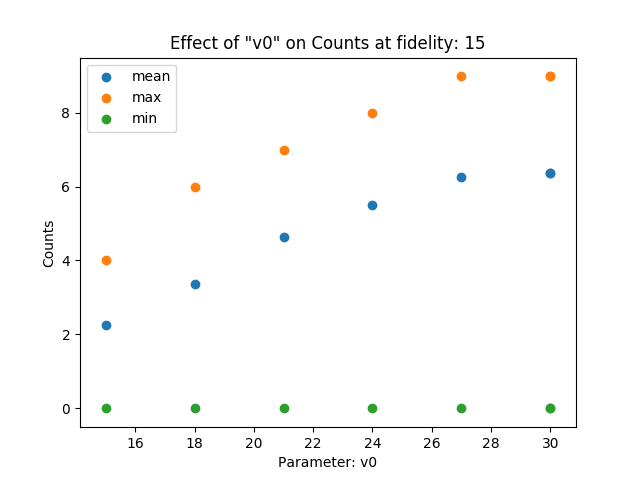 Effect of "v0" on Counts at fidelity: 15
mean
max
min
Counts
8
6
4
2
0
16 18 20 22 24 26 28 30
Parameter: v0